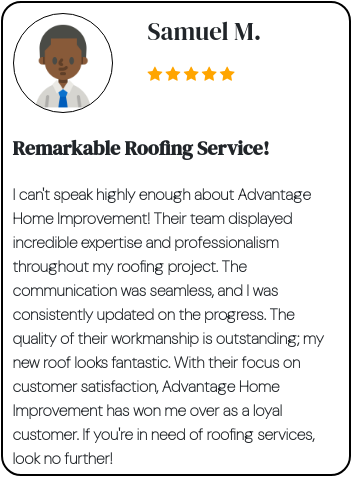 Samuel M.
Remarkable Roofing Service!
I can't speak highly enough about Advantage
Home Improvement! Their team displayed
incredible expertise and professionalism
throughout my roofing project. The
communication was seamless, and I was
consistently updated on the progress. The
quality of their workmanship is outstanding; my
new roof looks fantastic. With their focus on
customer satisfaction, Advantage Home
Improvement has won me over as a loyal
customer. If you're in need of roofing services,
look no further!